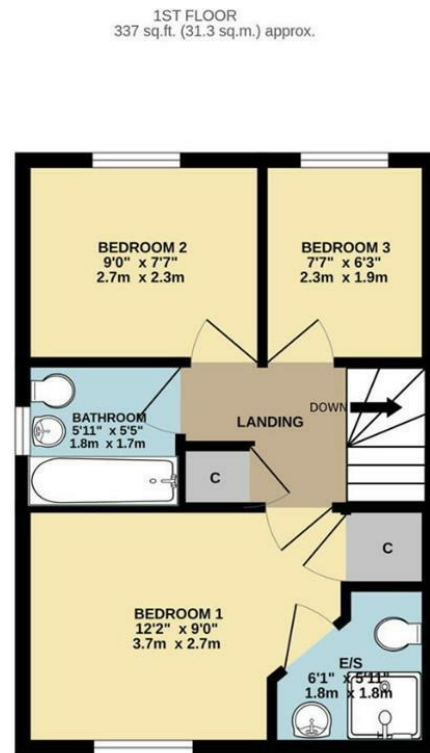 1ST FLOOR
337 sq.ft. (31.3 sq.m.) approx.
BEDROOM 2
9'0" x 7'7"
2.7m x 2.3m
BEDROOM 3
7'7" x 6'3"
2.3m x 1.9m
BATHROOM
5'11" x 5'5"
1.8m x 1.7m
LANDING
DOWN
C
C
BEDROOM 1
12'2" x 9'0"
3.7m x 2.7m
E/S
6'1" x 5'11"
1.8m x 1.8m